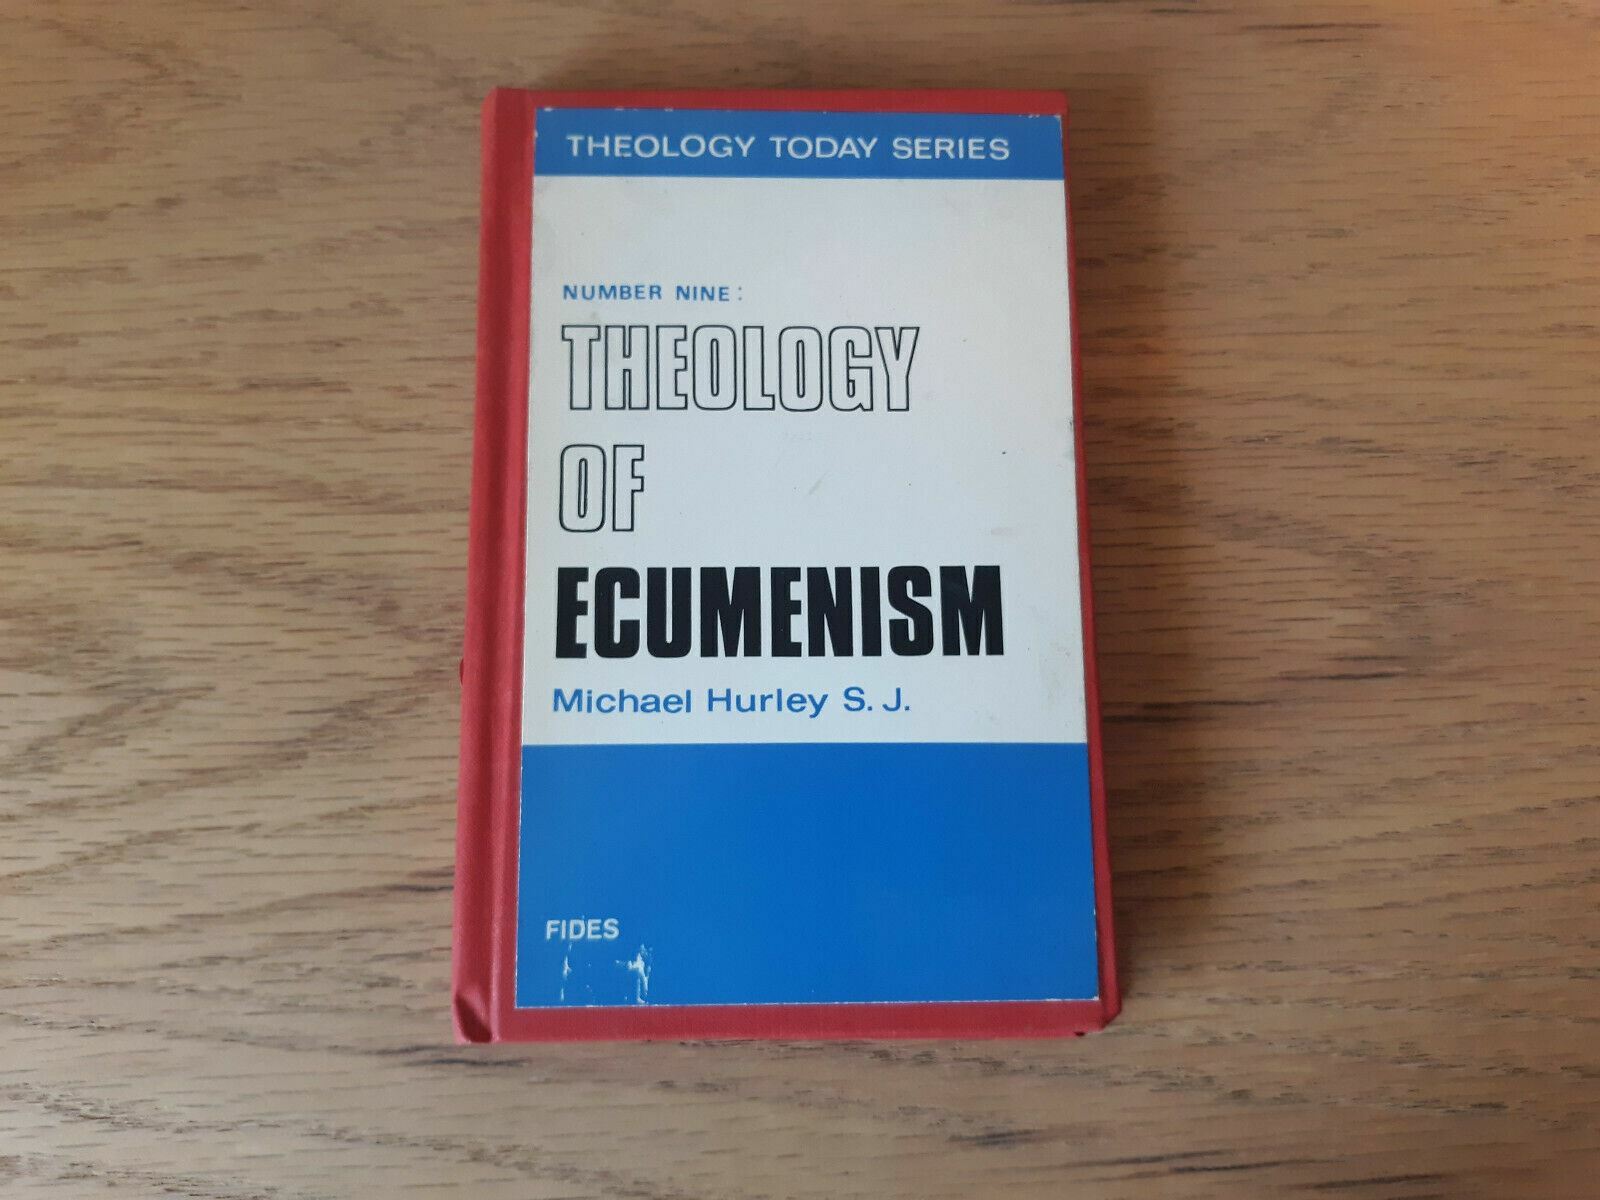 THEOLOGY TODAY SERIES
NUMBER NINE:
THEOLOGY
OF
ECUMENISM
Michael Hurley S. J.
FIDES